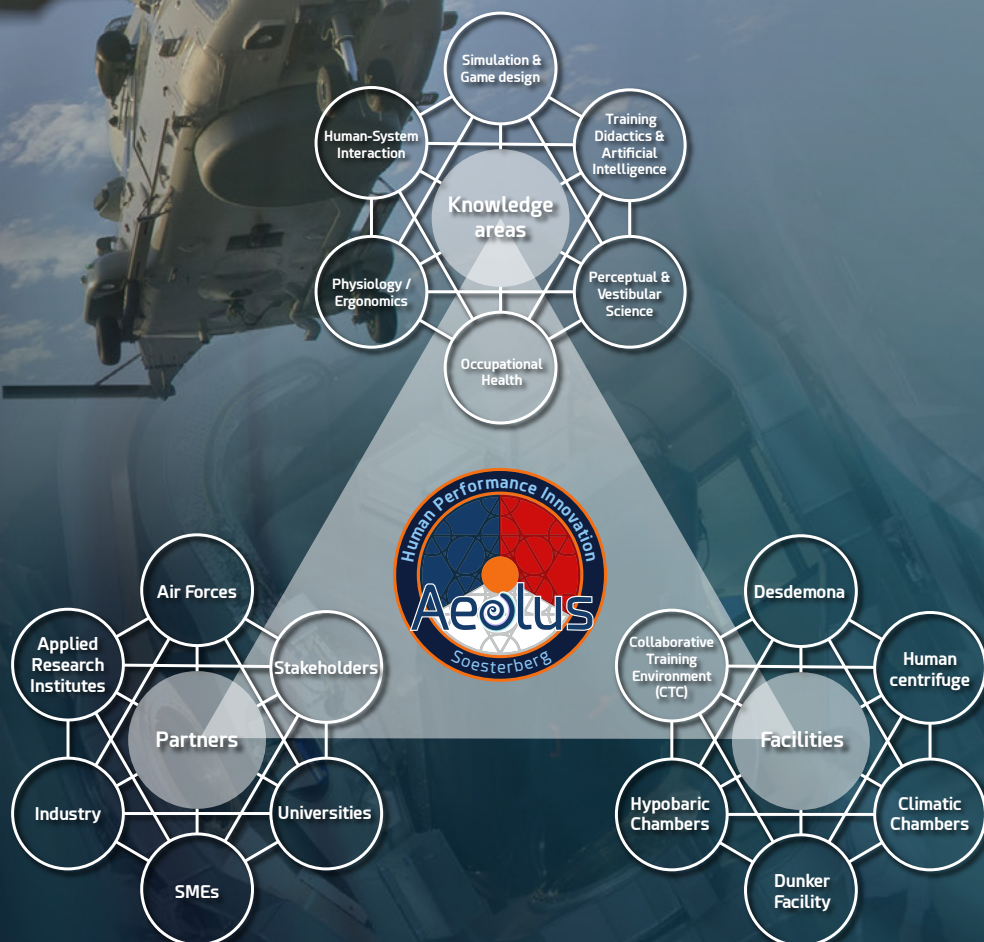 Simulation &
Game design
Human-System
Interaction
Training
Didactics &
Artificial
Intelligence
Knowledge
areas
Physiology /
Ergonomics
Perceptual &
Vestibular
Science
Occupational
Health
Human Performance Innovation
Aeolus
Soesterberg
Air Forces
Applied
Research
Institutes
Stakeholders
Partners
Industry
Universities
SMEs
Desdemona
Collaborative
Training
Environment
(CTC)
Human
centrifuge
Facilities
Hypobaric
Chambers
Climatic
Chambers
Dunker
Facility